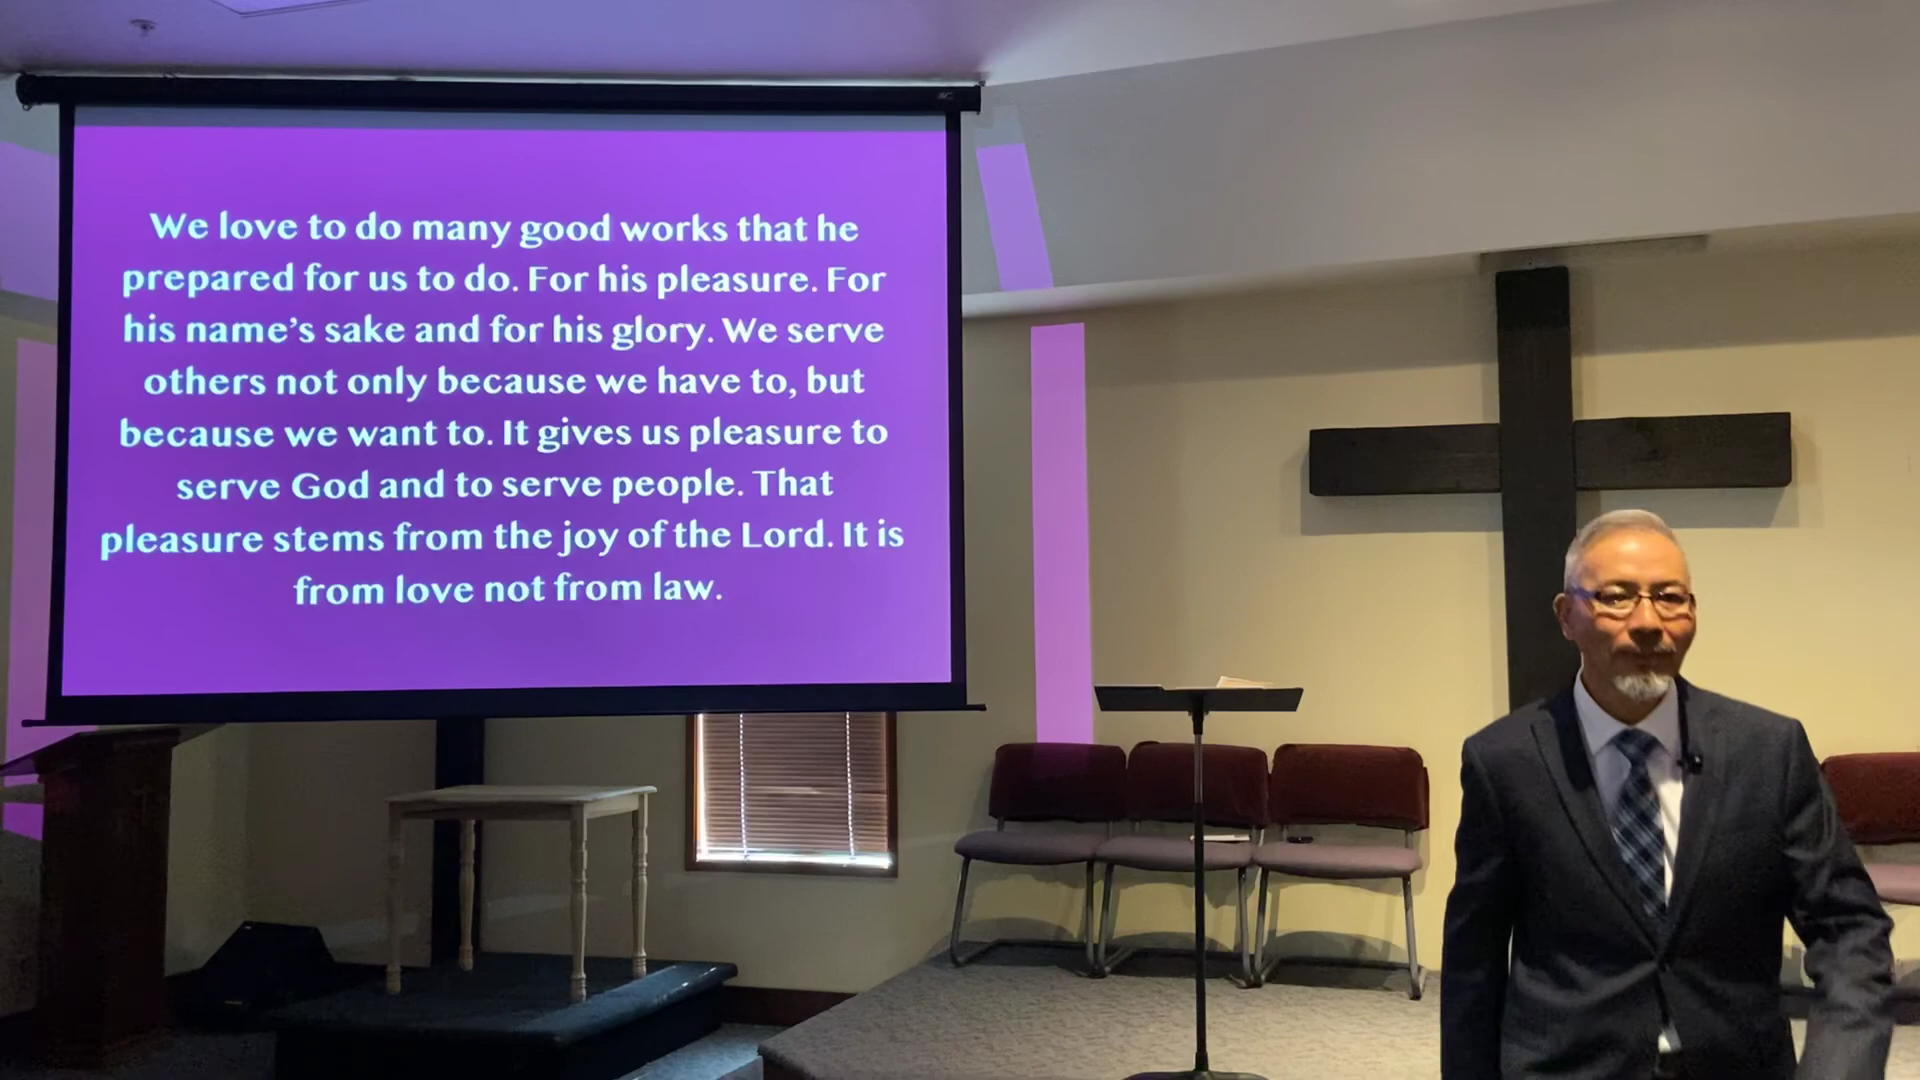 We love to do many good works that he
prepared for us to do. For his pleasure. For
his name’s sake and for his glory. We serve
others not only because we have to, but
because we want to. It gives us pleasure to
serve God and to serve people. That
pleasure stems from the joy of the Lord. It is
from love not from law.